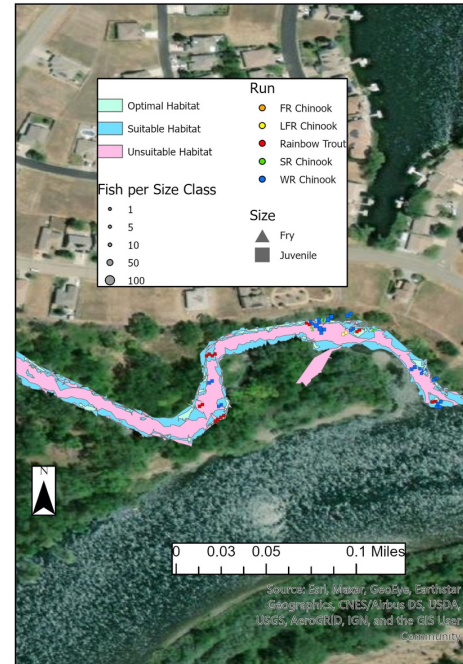 Optimal Habitat
Suitable Habitat
Unsuitable Habitat
Fish per Size Class
1
5
10
50
100
Run
FR Chinook
LFR Chinook
Rainbow Trout
SR Chinook
WR Chinook
Size
Fry
Juvenile
N
0 0.03 0.05 0.1 Miles
Source: Esri, Maxar, GeoEye, Earthstar
Geographics, CNES/Airbus DS, USDA,
USGS, AeroGRID, IGN, and the GIS User
Community